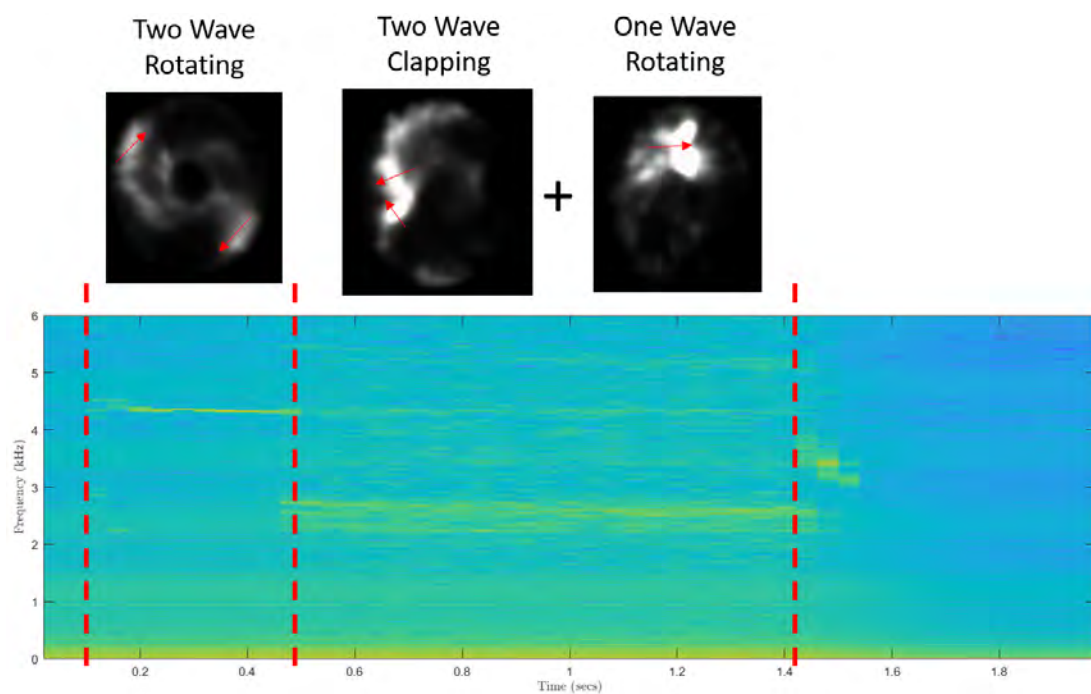 Two Wave
Rotating
Two Wave
Clapping
One Wave
Rotating
+
6
5
4
3
2
1
0
Frequency (kHz)
0.2
0.4
0.6
0.8
1
1.2
1.4
1.6
1.8
Time (secs)